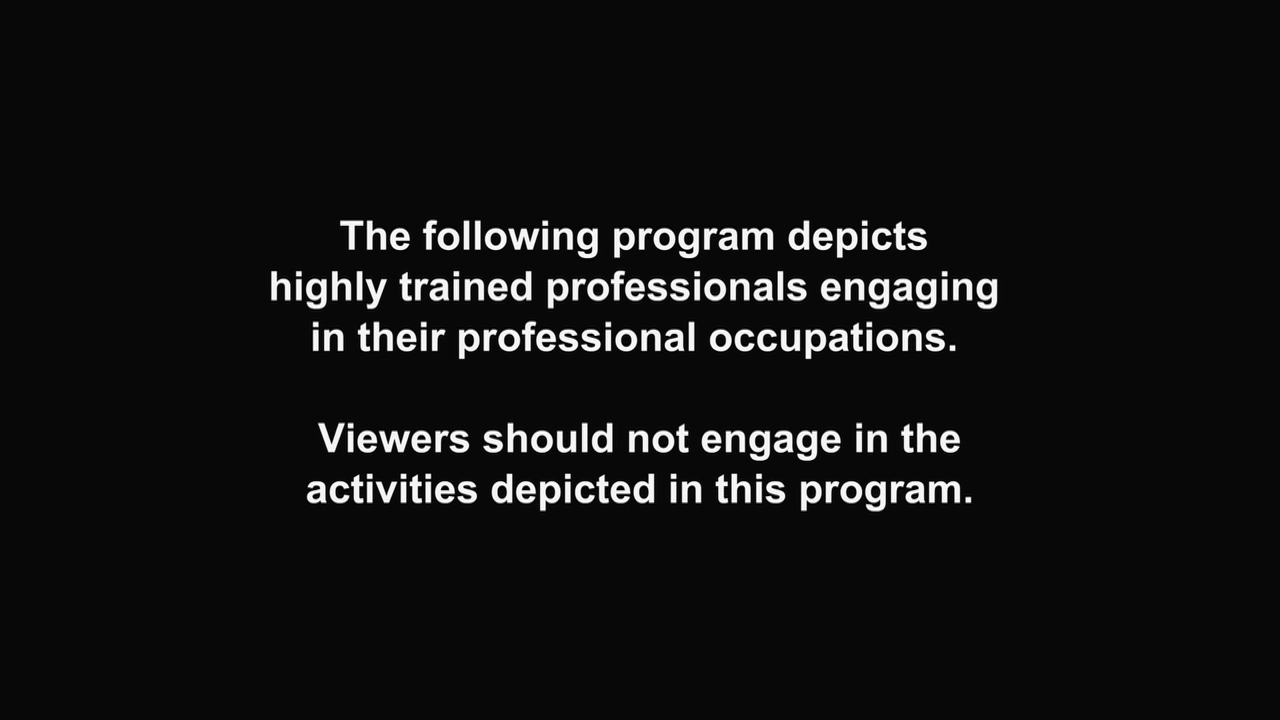 The following program depicts
highly trained professionals engaging
in their professional occupations.
Viewers should not engage in the
activities depicted in this program.